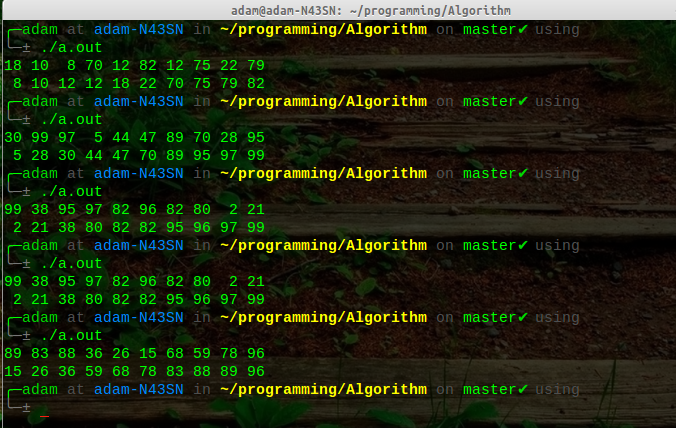 adam@adam-N43SN: ~/programming/Algorithm
╭─adam at adam-N43SN in ~/programming/Algorithm on master✔ using
╰─± ./a.out
18 10  8 70 12 82 12 75 22 79
 8 10 12 12 18 22 70 75 79 82
╭─adam at adam-N43SN in ~/programming/Algorithm on master✔ using
╰─± ./a.out
30 99 97  5 44 47 89 70 28 95
 5 28 30 44 47 70 89 95 97 99
╭─adam at adam-N43SN in ~/programming/Algorithm on master✔ using
╰─± ./a.out
99 38 95 97 82 96 82 80  2 21
 2 21 38 80 82 82 95 96 97 99
╭─adam at adam-N43SN in ~/programming/Algorithm on master✔ using
╰─± ./a.out
99 38 95 97 82 96 82 80  2 21
 2 21 38 80 82 82 95 96 97 99
╭─adam at adam-N43SN in ~/programming/Algorithm on master✔ using
╰─± ./a.out
89 83 88 36 26 15 68 59 78 96
15 26 36 59 68 78 83 88 89 96
╭─adam at adam-N43SN in ~/programming/Algorithm on master✔ using
╰─± _